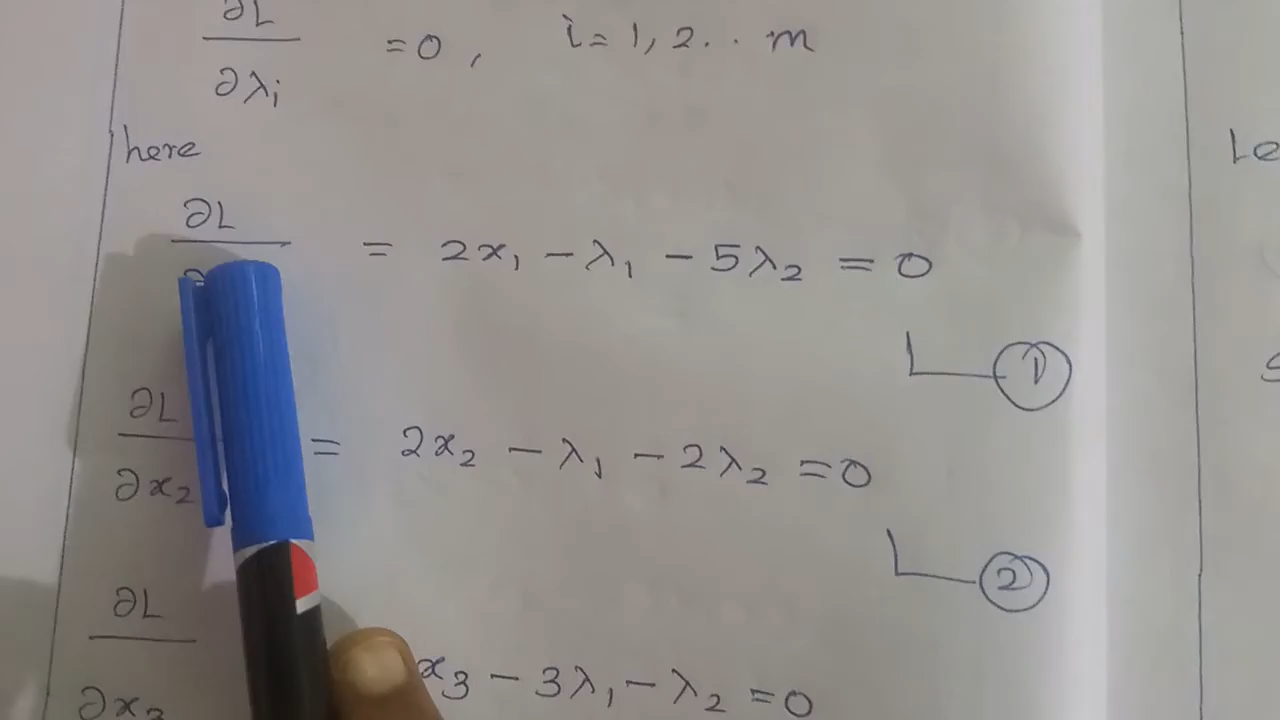 ∂L/∂λi = 0, i = 1, 2.. m
here
∂L = 2x₁ - λ₁ - 5λ₂ = 0
①
∂L/∂x₂ = 2x₂ - λ₁ - 2λ₂ = 0
②
∂L/∂x₃ x₃ - 3λ₁ - λ₂ = 0